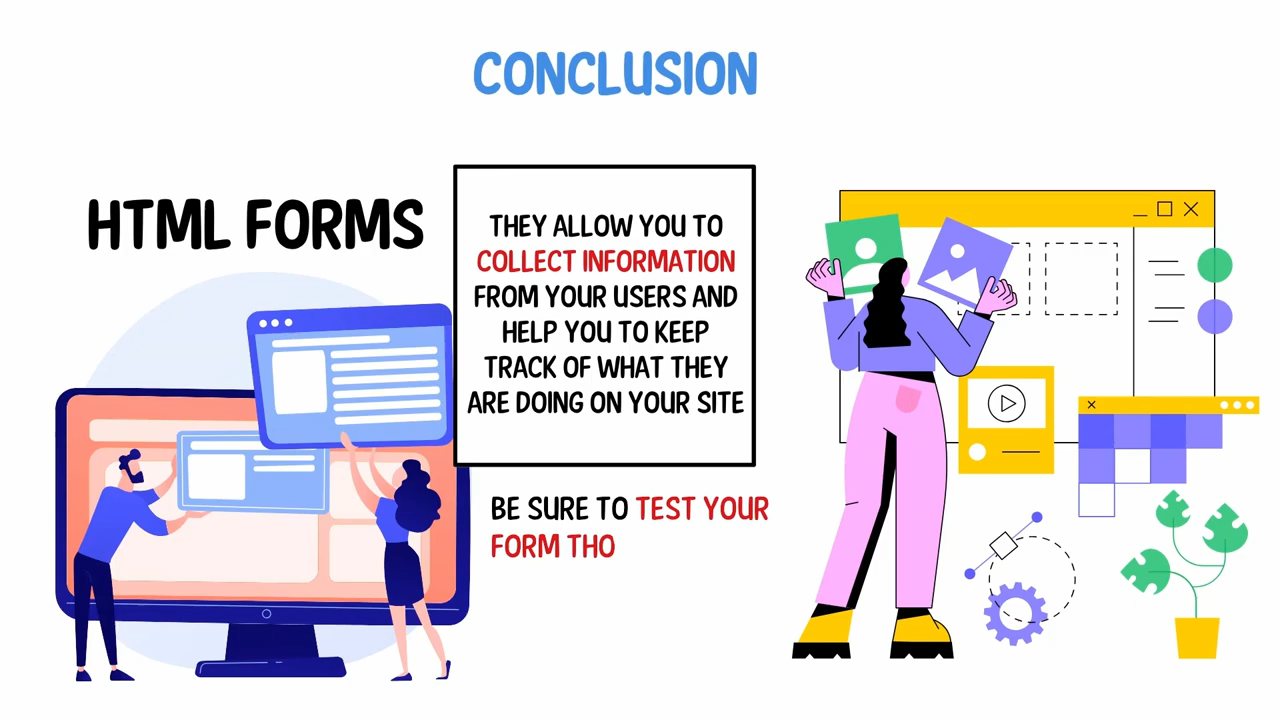 CONCLUSION
HTML FORMS
THEY ALLOW YOU TO
COLLECT INFORMATION
FROM YOUR USERS AND
HELP YOU TO KEEP
TRACK OF WHAT THEY
ARE DOING ON YOUR SITE
BE SURE TO TEST YOUR
FORM THO